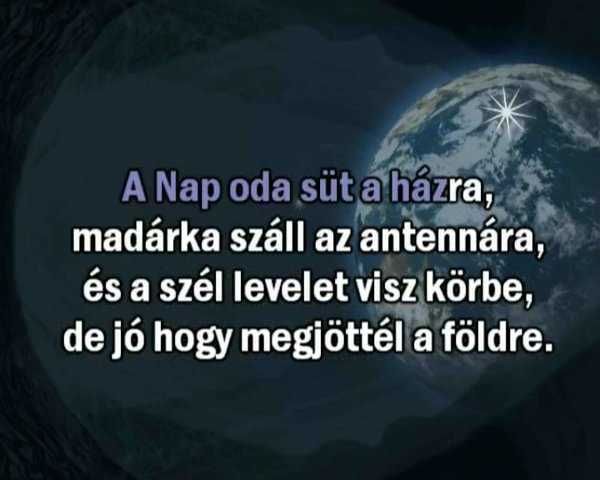 A Nap oda süt a házra,
madárka száll az antennára,
és a szél levelet visz körbe,
de jó hogy megjöttél a földre.